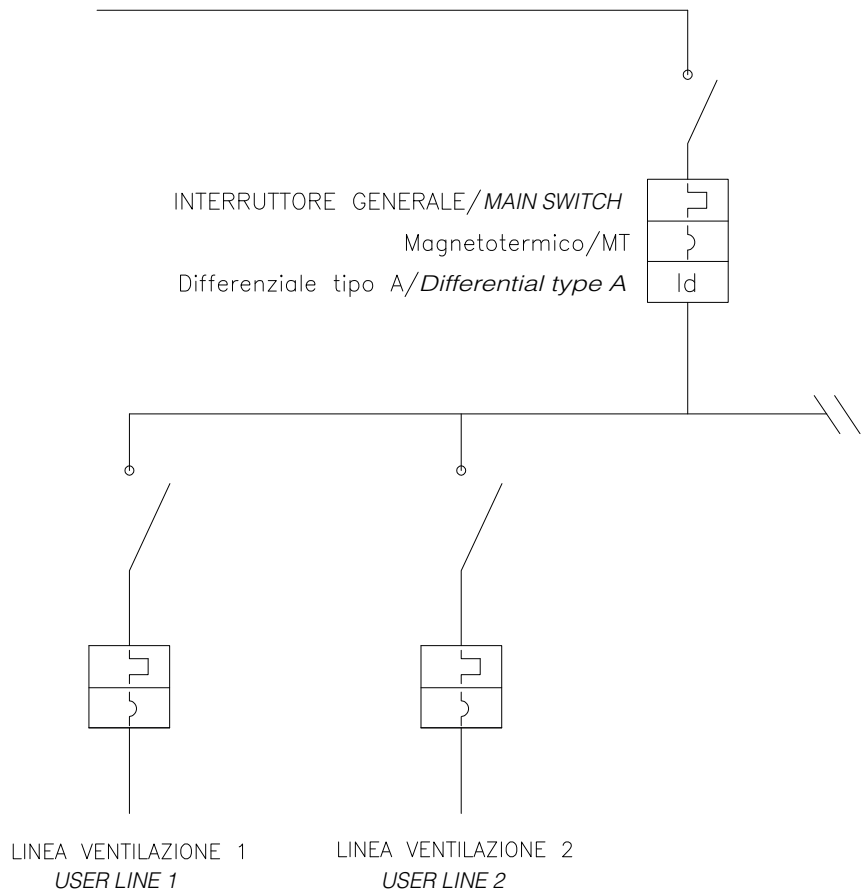 INTERRUTTORE GENERALE/MAIN SWITCH
Magnetotermico/MT
Differenziale tipo A/Differential type A
Id
LINEA VENTILAZIONE 1
USER LINE 1
LINEA VENTILAZIONE 2
USER LINE 2